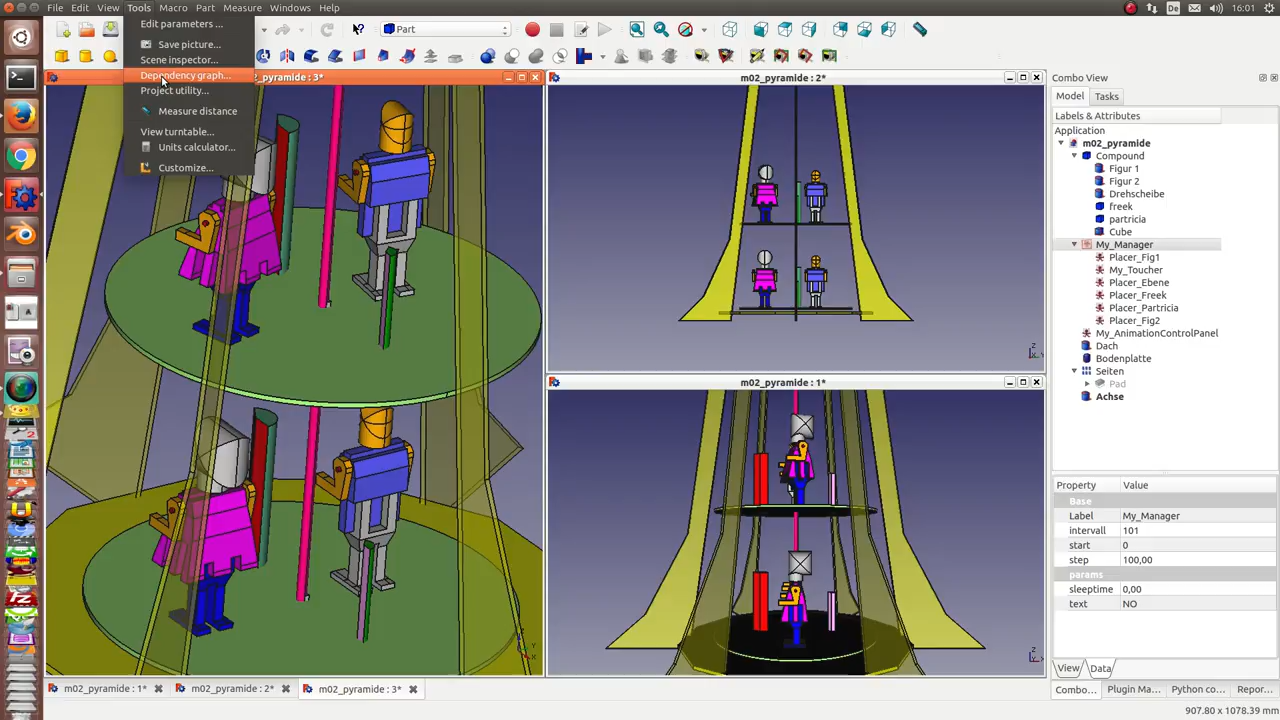 File Edit View Tools Macro Part Measure Windows Help
De 16:01
Part
Edit parameters ...
Save picture...
Scene inspector...
Dependency graph...
Project utility...
Measure distance
View turntable...
Units calculator...
Customize...
2_pyramide : 3*
m02_pyramide : 2*
m02_pyramide : 1*
Combo View
Model Tasks
Labels & Attributes
Application
m02_pyramide
Compound
Figur 1
Figur 2
Drehscheibe
freek
partricia
Cube
My_Manager
Placer_Fig1
My_Toucher
Placer_Ebene
Placer_Freek
Placer_Partricia
Placer_Fig2
My_AnimationControlPanel
Dach
Bodenplatte
Seiten
Pad
Achse
Property Value
Base
Label My_Manager
intervall 101
start 0
step 100,00
params
sleeptime 0,00
text NO
View Data
m02_pyramide : 1* m02_pyramide : 2* m02_pyramide : 3*
Combo... Plugin Ma... Python co... Repor...
907.80 x 1078.39 mm